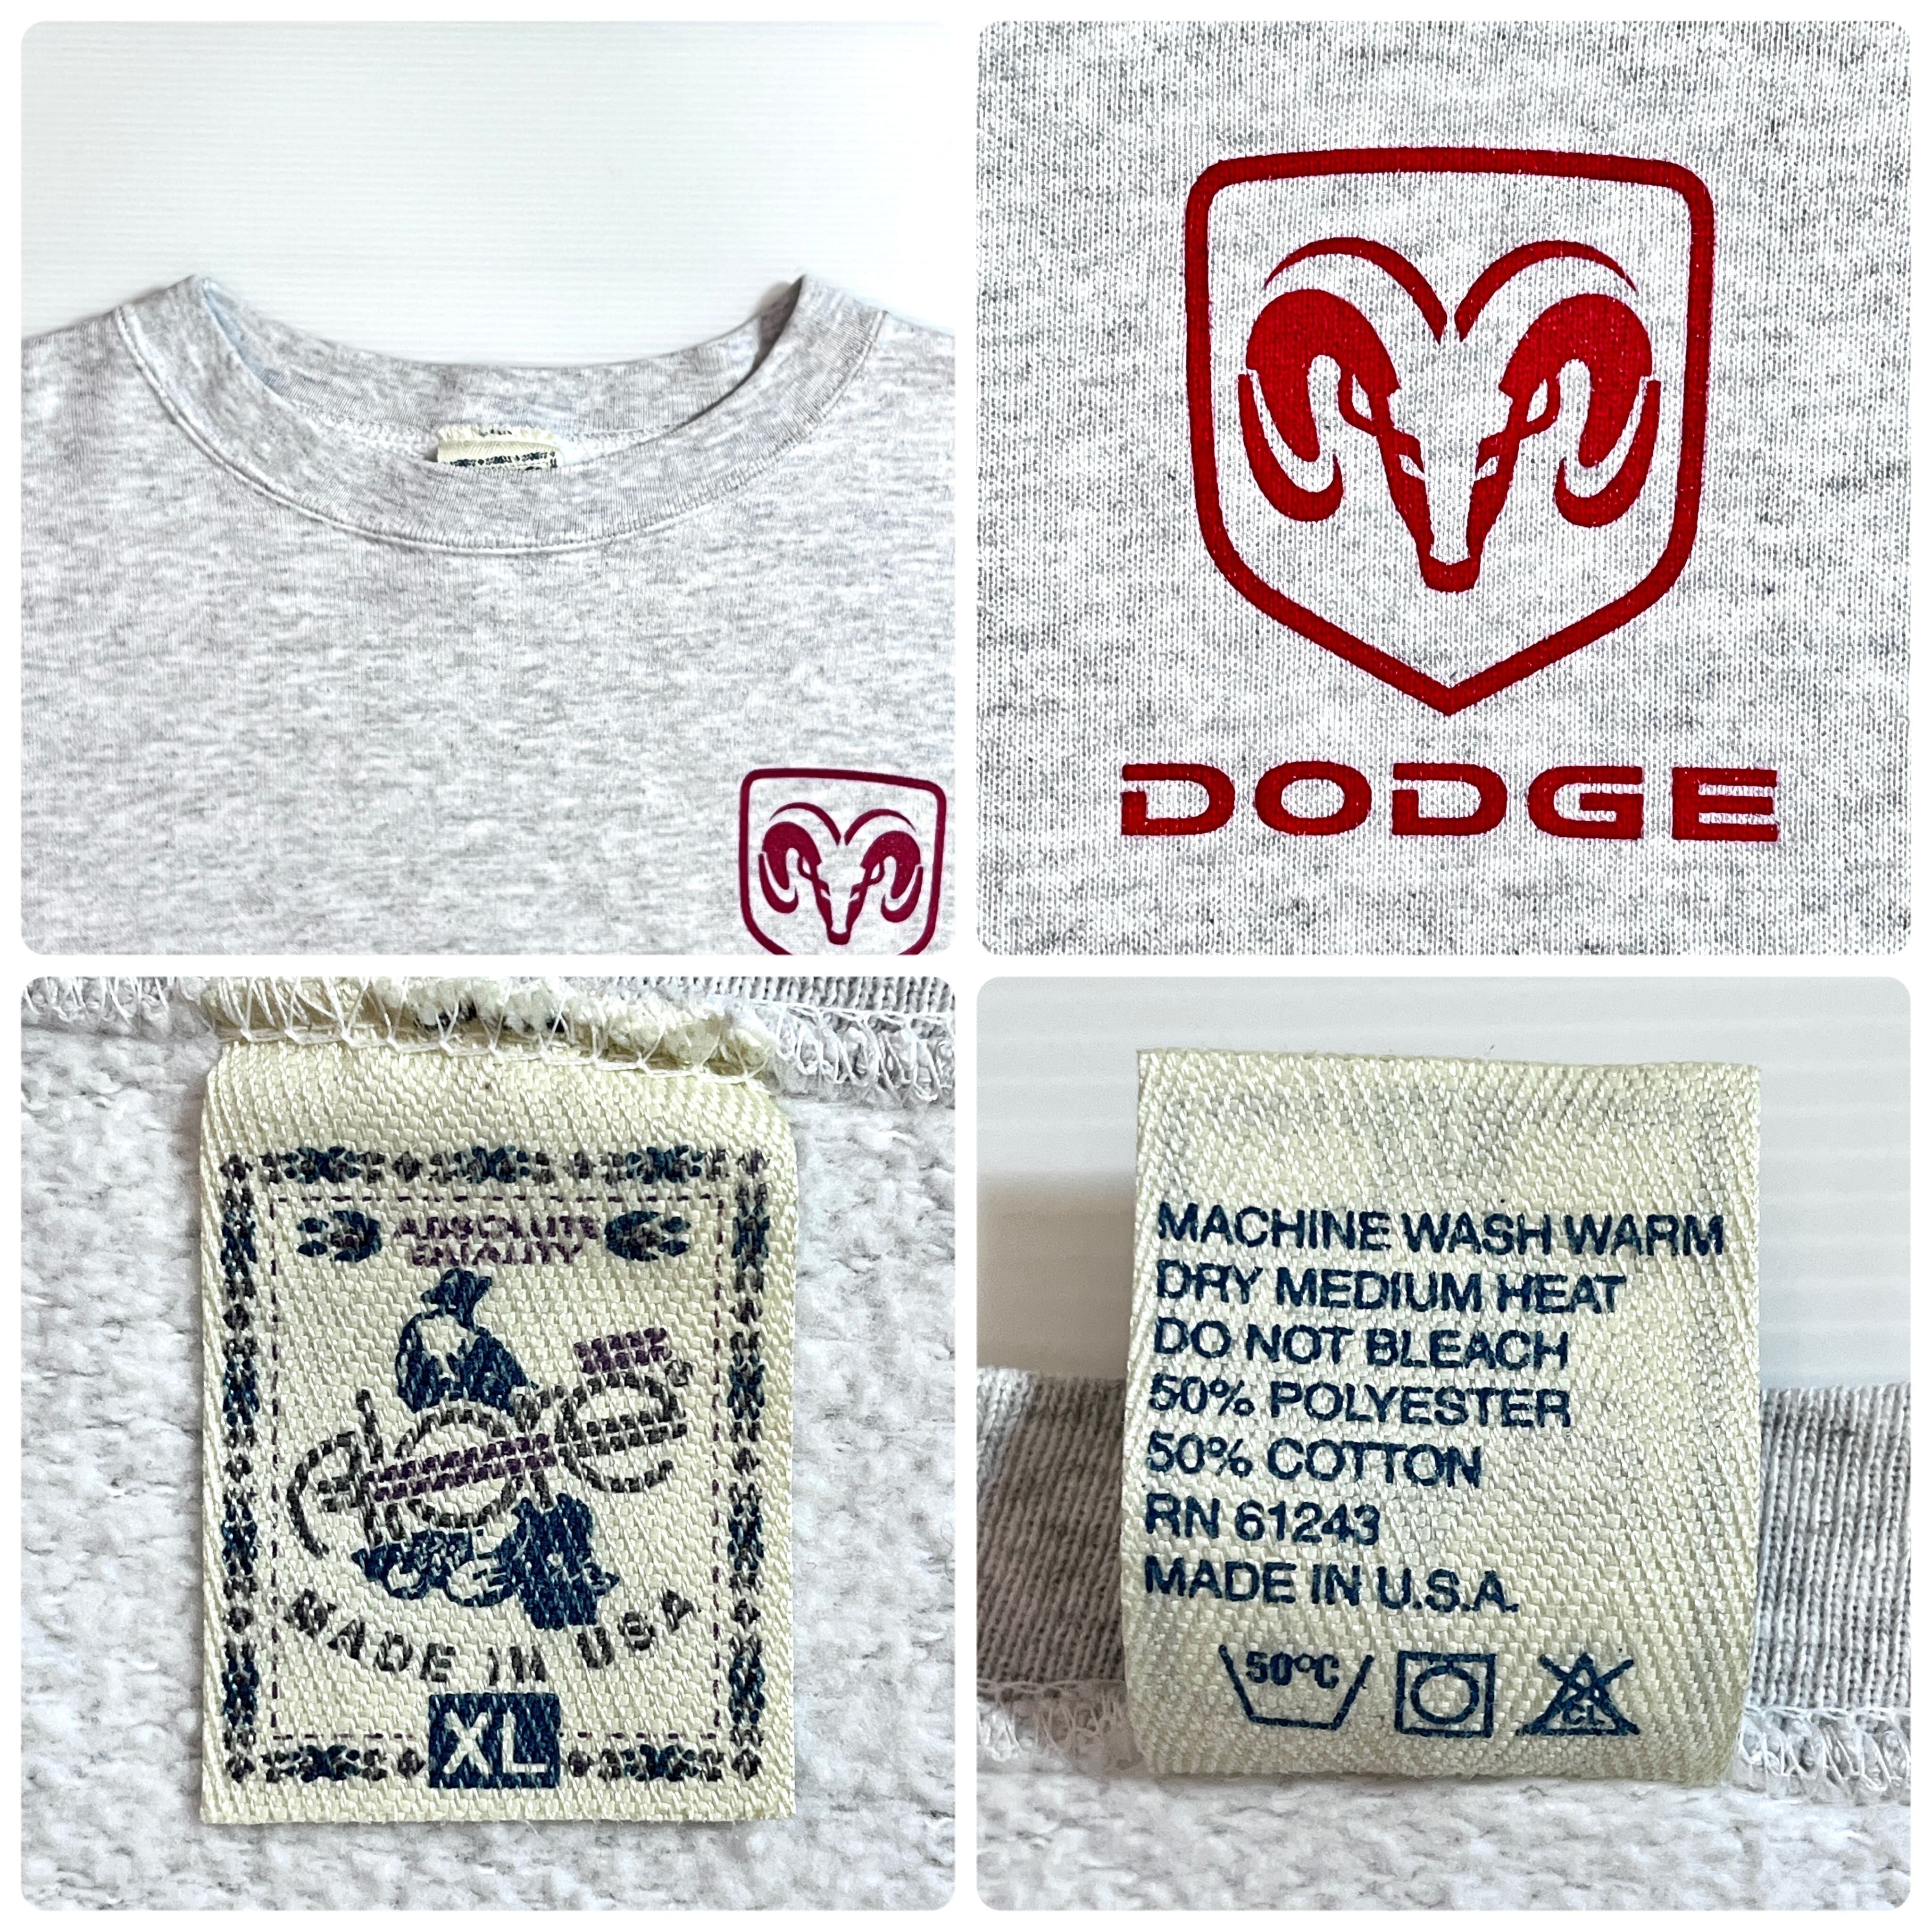 DODGE
ABSOLUTE
QUALITY
MADE IN USA
XL
MACHINE WASH WARM
DRY MEDIUM HEAT
DO NOT BLEACH
50% POLYESTER
50% COTTON
RN 61243
MADE IN U.S.A.
50°C
CL